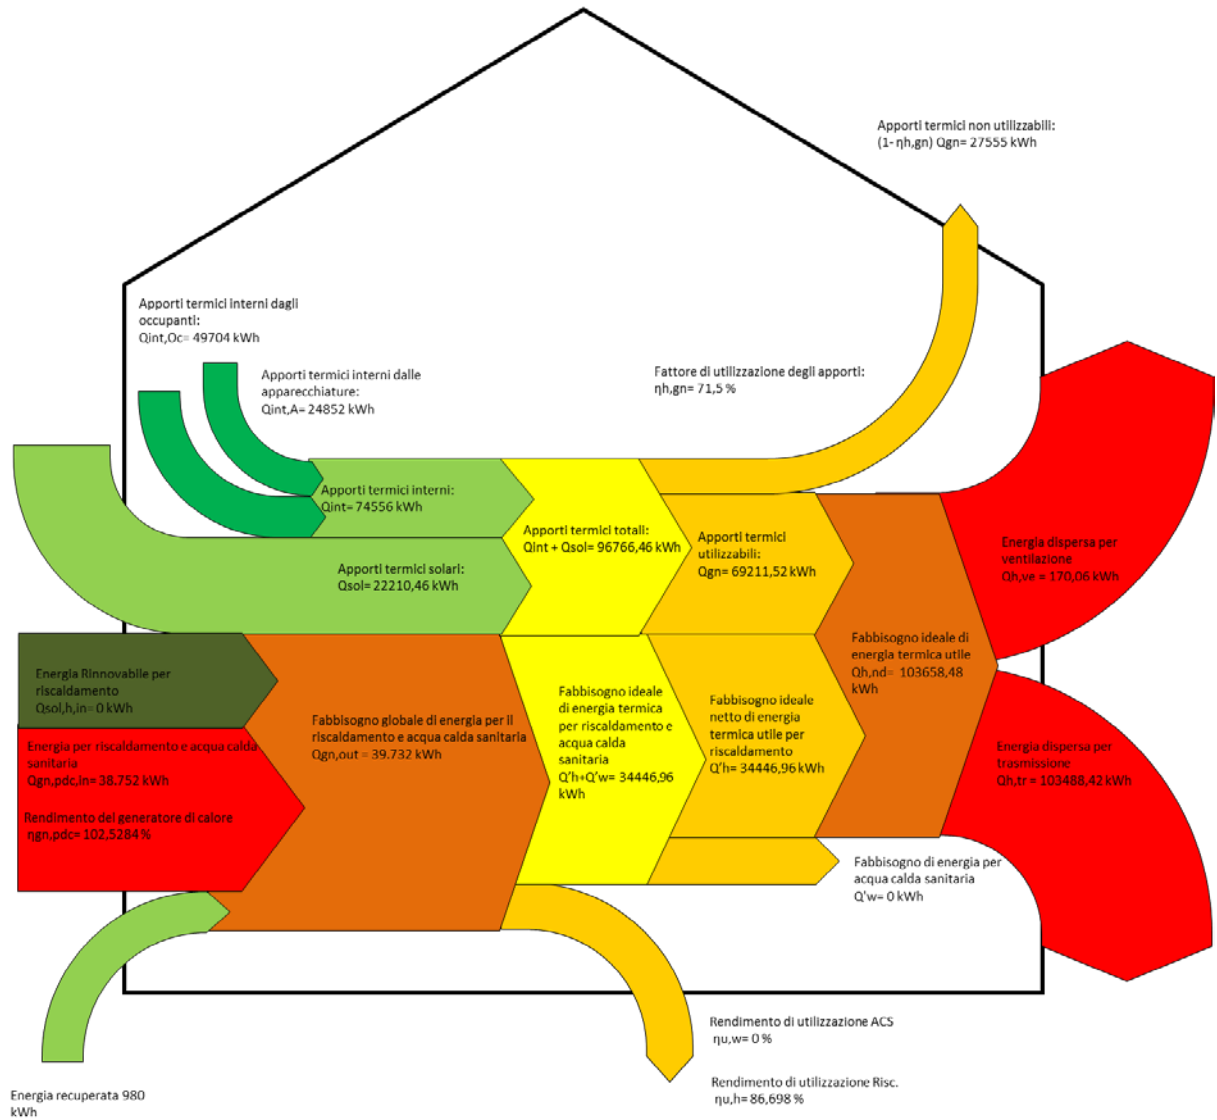 Apporti termici non utilizzabili:
(1- ηh,gn) Qgn= 27555 kWh
Apporti termici interni dagli
occupanti:
Qint,Oc= 49704 kWh
Apporti termici interni dalle
apparecchiature:
Qint,A= 24852 kWh
Fattore di utilizzazione degli apporti:
ηh,gn= 71,5 %
Apporti termici interni:
Qint= 74556 kWh
Apporti termici totali:
Qint + Qsol= 96766,46 kWh
Apporti termici
utilizzabili:
Qgn= 69211,52 kWh
Energia dispersa per
ventilazione
Qh,ve = 170,06 kWh
Apporti termici solari:
Qsol= 22210,46 kWh
Fabbisogno ideale di
energia termica utile
Qh,nd= 103658,48
kWh
Energia Rinnovabile per
riscaldamento
Qsol,h,in= 0 kWh
Fabbisogno globale di energia per il
riscaldamento e acqua calda sanitaria
Qgn,out = 39.732 kWh
Fabbisogno ideale
di energia termica
per riscaldamento e
acqua calda
sanitaria
Q'h+Q'w= 34446,96
kWh
Fabbisogno ideale
netto di energia
termica utile per
riscaldamento
Q'h= 34446,96 kWh
Energia per riscaldamento e acqua calda
sanitaria
Qgn,pdc,in= 38.752 kWh
Rendimento del generatore di calore
ηgn,pdc= 102,5284 %
Energia dispersa per
trasmissione
Qh,tr = 103488,42 kWh
Fabbisogno di energia per
acqua calda sanitaria
Q'w= 0 kWh
Rendimento di utilizzazione ACS
ηu,w= 0 %
Rendimento di utilizzazione Risc.
ηu,h= 86,698 %
Energia recuperata 980
kWh